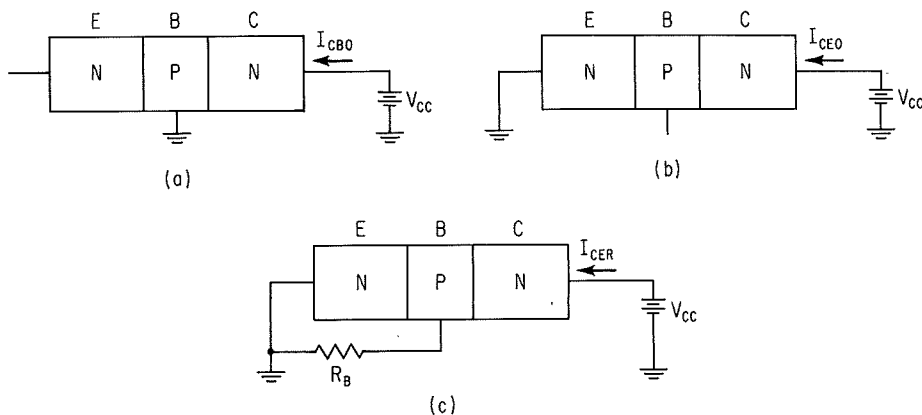 E B C
N P N
I_CBO
V_CC
(a)
E B C
N P N
I_CEO
V_CC
(b)
E B C
N P N
I_CER
V_CC
R_B
(c)